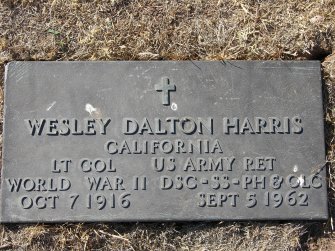 WESLEY DALTON HARRIS
CALIFORNIA
LT COL US ARMY RET
WORLD WAR II DSC-SS-PH & OLC
OCT 7 1916 SEPT 5 1962